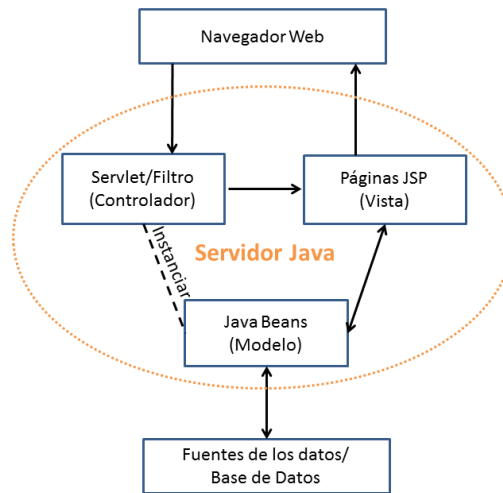 Navegador Web
Servlet/Filtro
(Controlador)
Páginas JSP
(Vista)
Instanciar
Servidor Java
Java Beans
(Modelo)
Fuentes de los datos/
Base de Datos